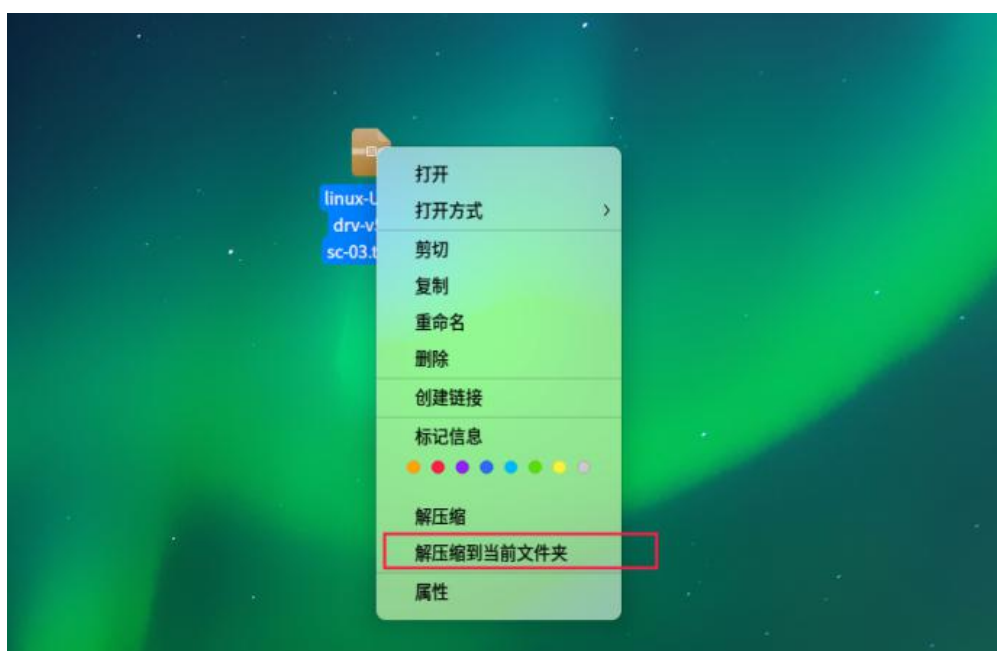 linux-U
drv-v
sc-03.t
打开
打开方式
剪切
复制
重命名
删除
创建链接
标记信息
解压缩
解压缩到当前文件夹
属性